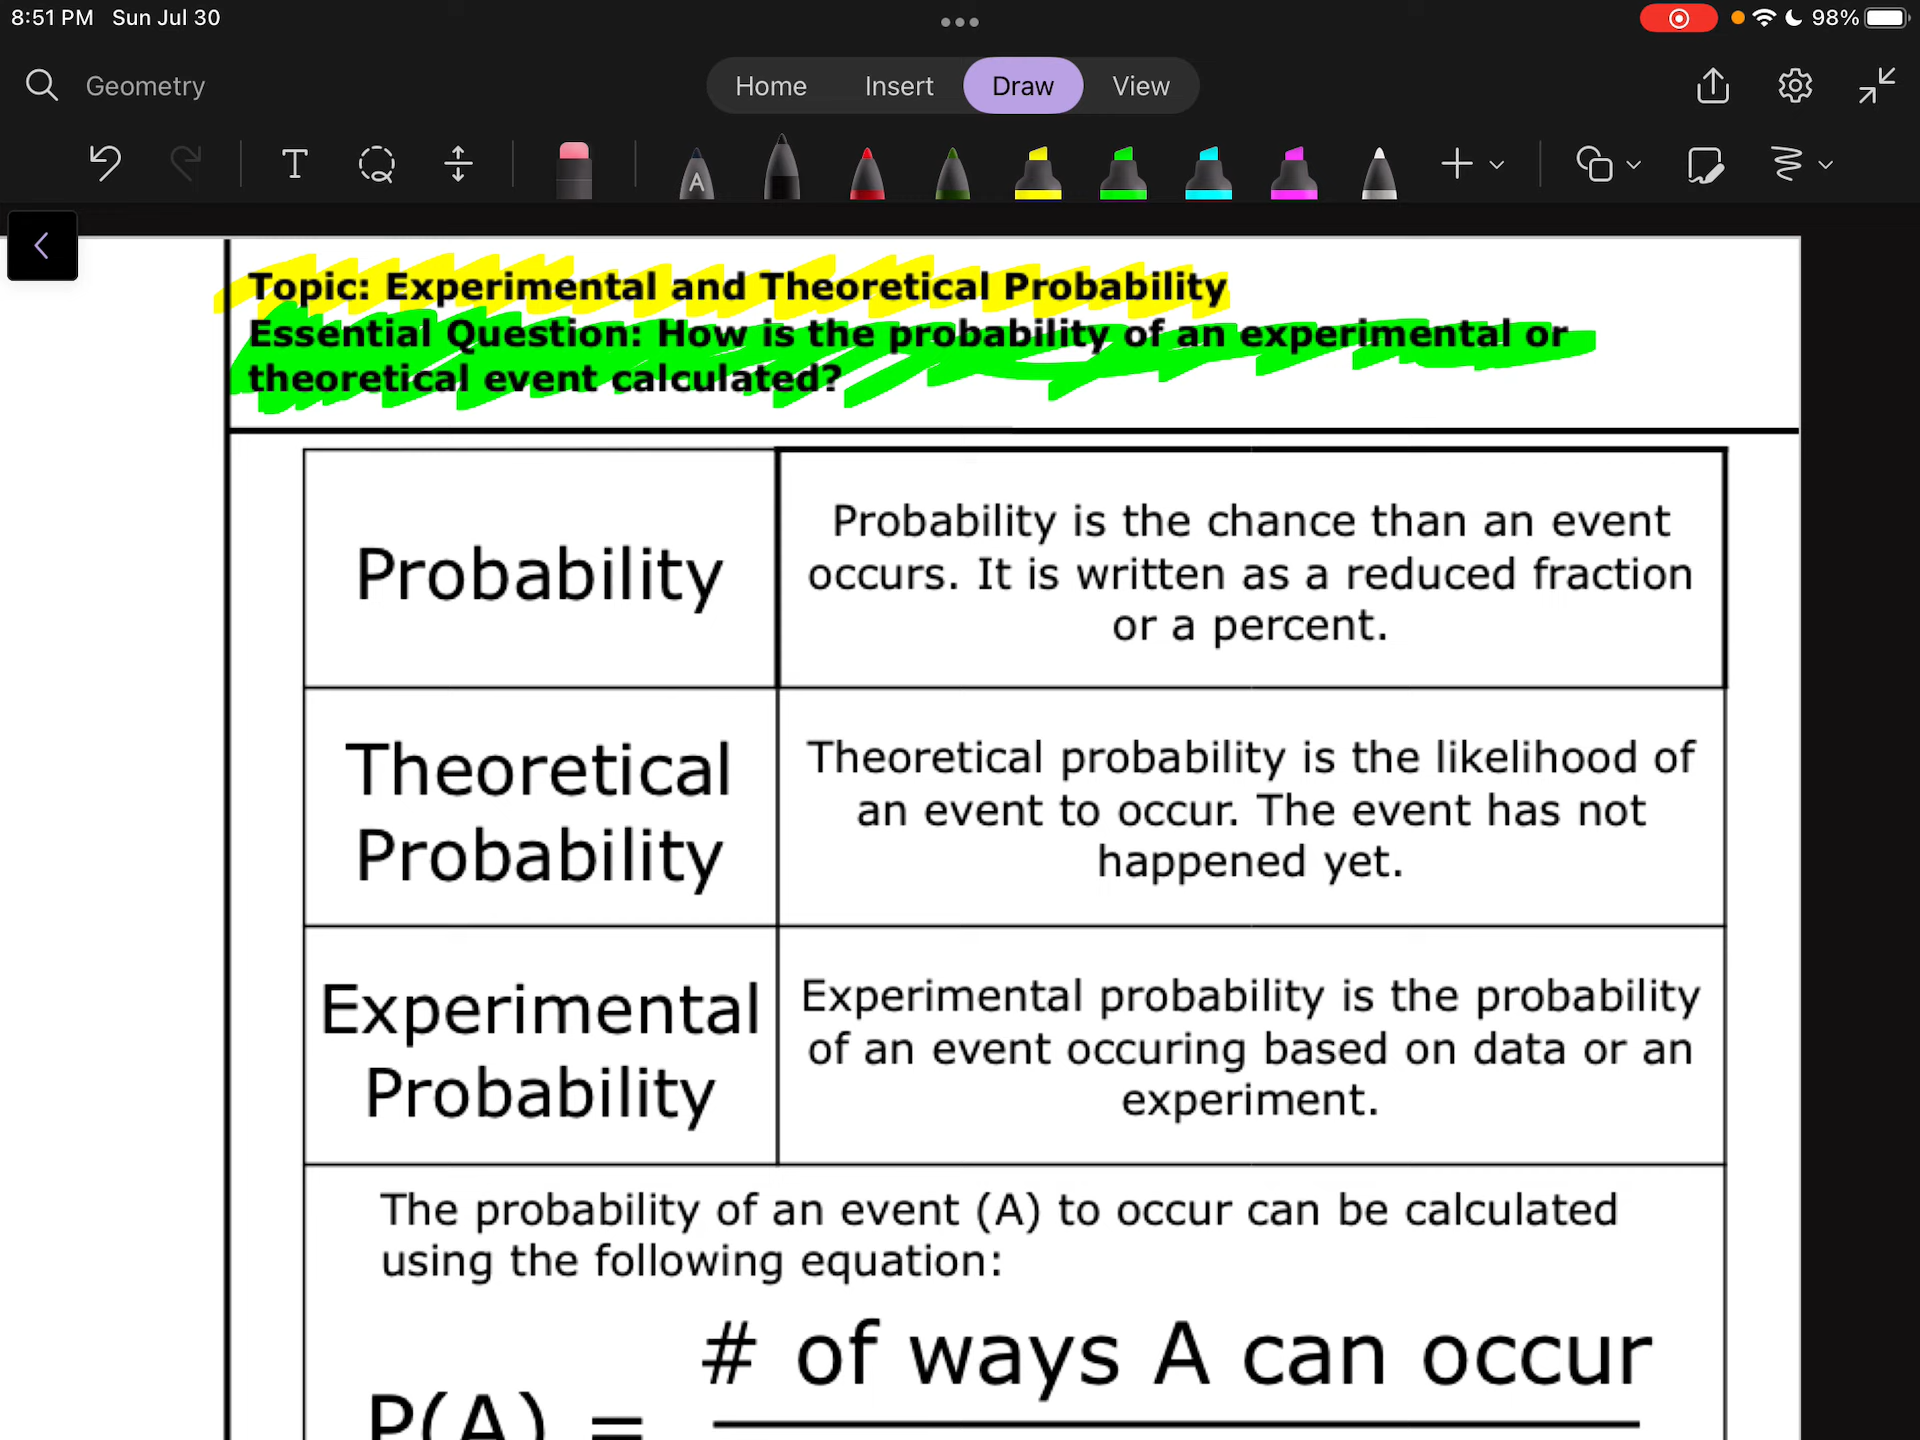 8:51 PM Sun Jul 30
98%
Geometry
Home Insert Draw View
T
A
Topic: Experimental and Theoretical Probability
Essential Question: How is the probability of an experimental or
theoretical event calculated?
Probability
Probability is the chance than an event
occurs. It is written as a reduced fraction
or a percent.
Theoretical
Probability
Theoretical probability is the likelihood of
an event to occur. The event has not
happened yet.
Experimental
Probability
Experimental probability is the probability
of an event occuring based on data or an
experiment.
The probability of an event (A) to occur can be calculated
using the following equation:
# of ways A can occur
P(A) =